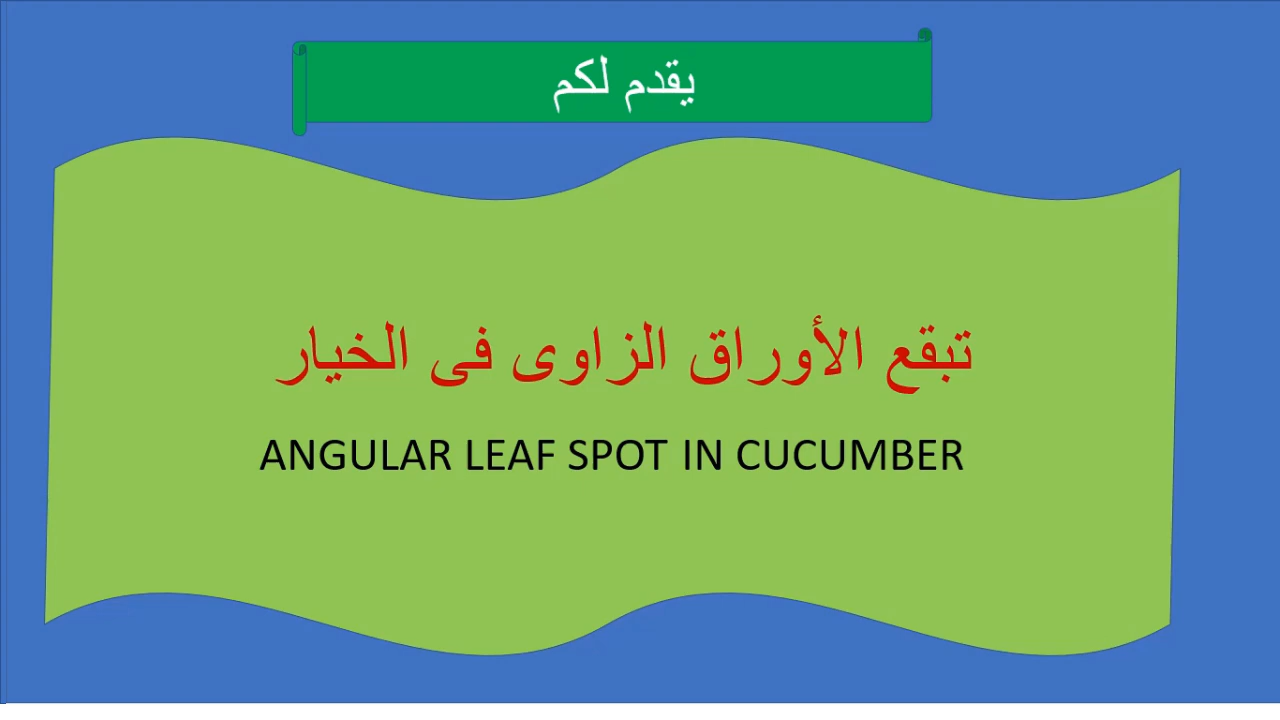 يقدم لكم
تبقع الأوراق الزاوى فى الخيار
ANGULAR LEAF SPOT IN CUCUMBER